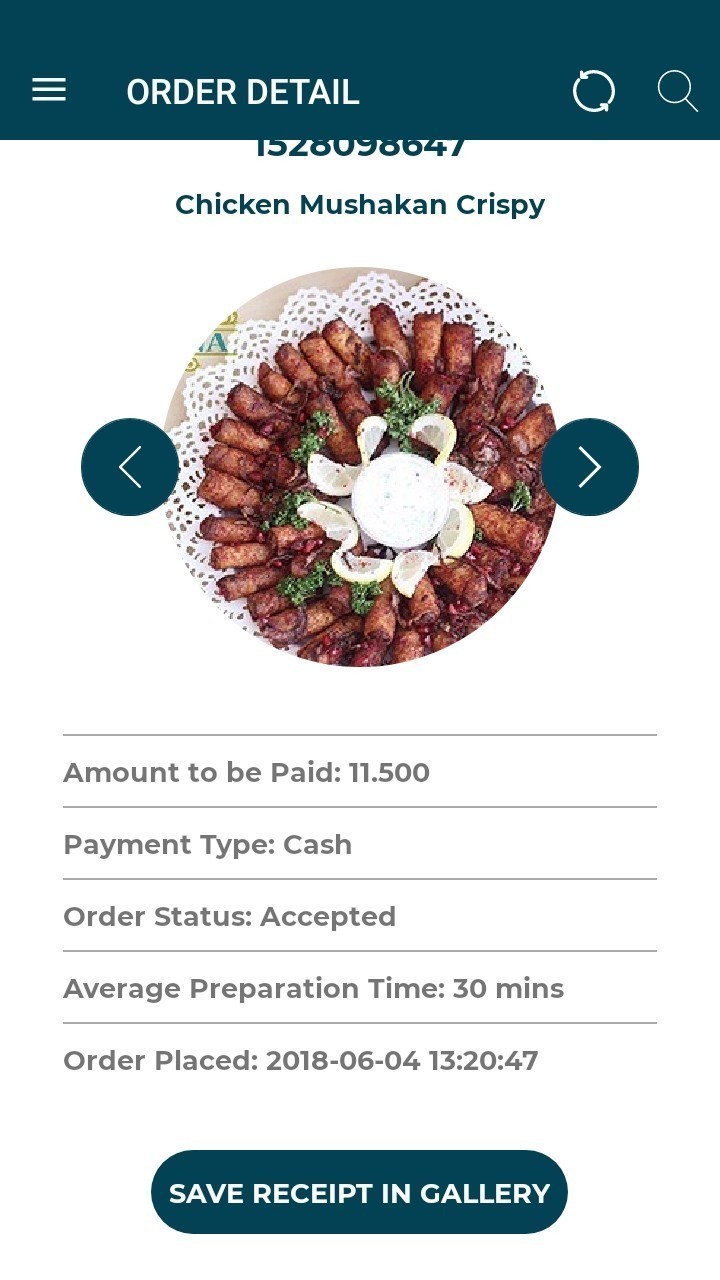 ORDER DETAIL
1528098647
Chicken Mushakan Crispy
Amount to be Paid: 11.500
Payment Type: Cash
Order Status: Accepted
Average Preparation Time: 30 mins
Order Placed: 2018-06-04 13:20:47
SAVE RECEIPT IN GALLERY